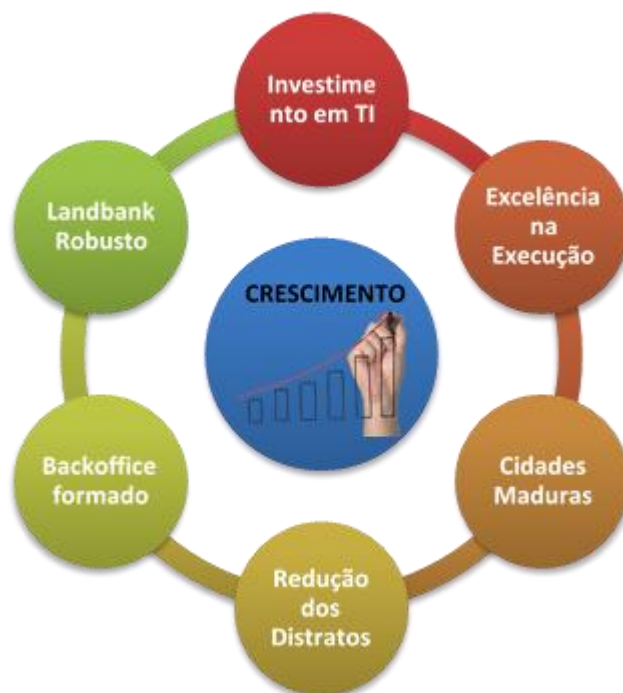 Investime
nto em TI
Excelência
na
Execução
Cidades
Maduras
Redução
dos
Distratos
Backoffice
formado
Landbank
Robusto
CRESCIMENTO